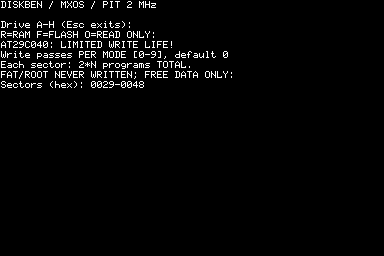 DISKBEN / MXOS / PIT 2 MHz
Drive A-H (Esc exits):
R=RAM F=FLASH O=READ ONLY:
AT29C040: LIMITED WRITE LIFE!
Write passes PER MODE [0-9], default 0
Each sector: 2*N programs TOTAL.
FAT/ROOT NEVER WRITTEN; FREE DATA ONLY:
Sectors (hex): 0029-0048